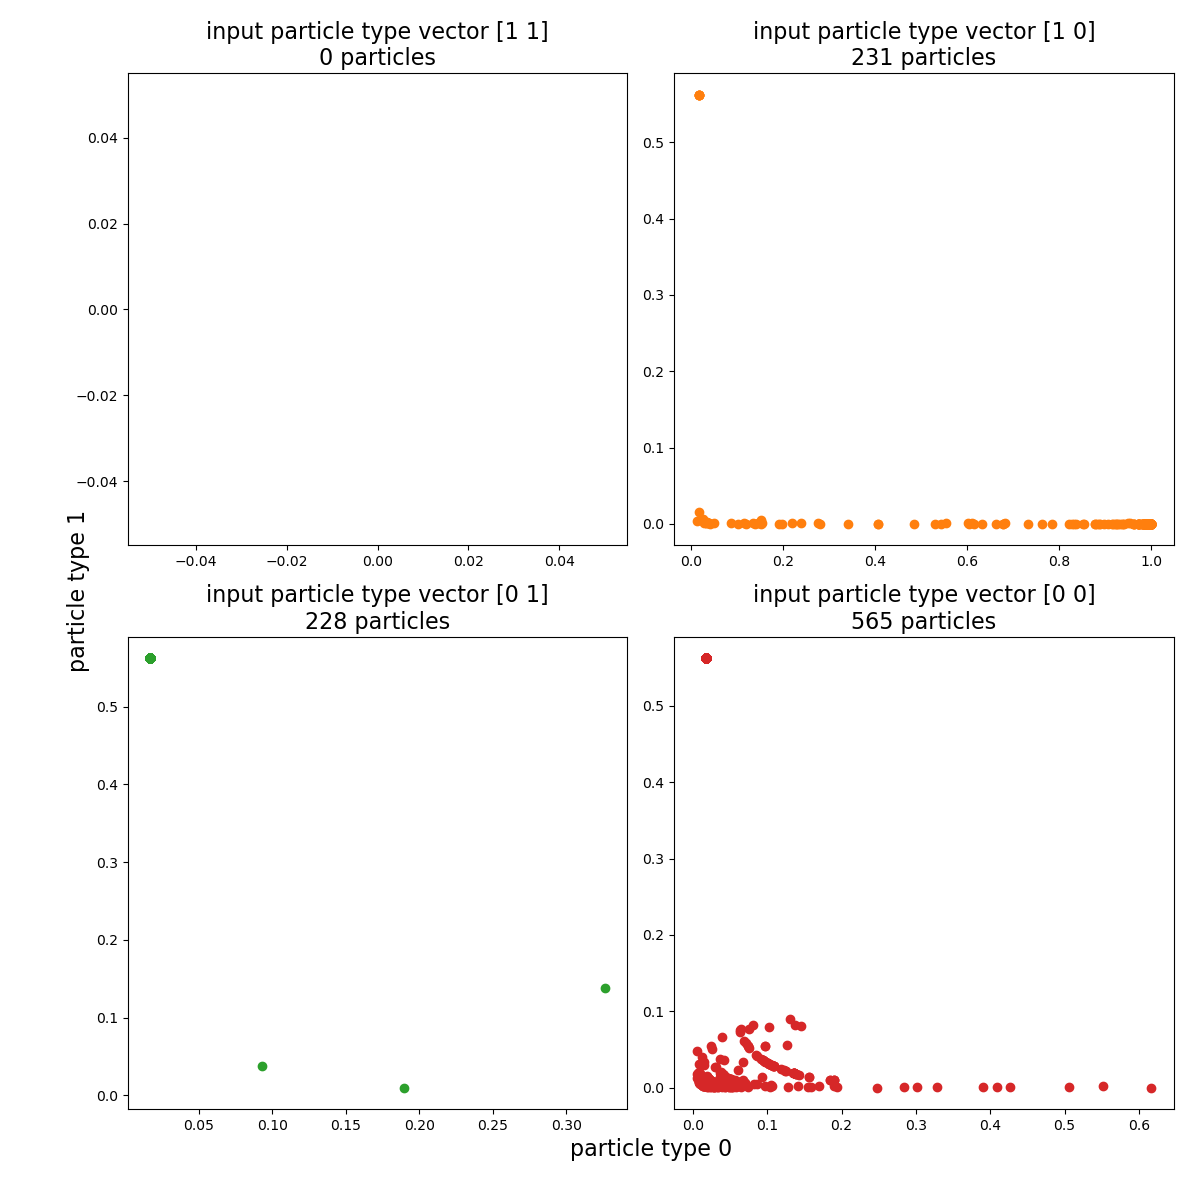 input particle type vector [1 1]
0 particles
0.04
0.02
0.00
−0.02
−0.04
−0.04 −0.02 0.00 0.02 0.04
input particle type vector [1 0]
231 particles
0.5
0.4
0.3
0.2
0.1
0.0
0.0 0.2 0.4 0.6 0.8 1.0
particle type 1
input particle type vector [0 1]
228 particles
0.5
0.4
0.3
0.2
0.1
0.0
0.05 0.10 0.15 0.20 0.25 0.30
input particle type vector [0 0]
565 particles
0.5
0.4
0.3
0.2
0.1
0.0
0.0 0.1 0.2 0.3 0.4 0.5 0.6
particle type 0